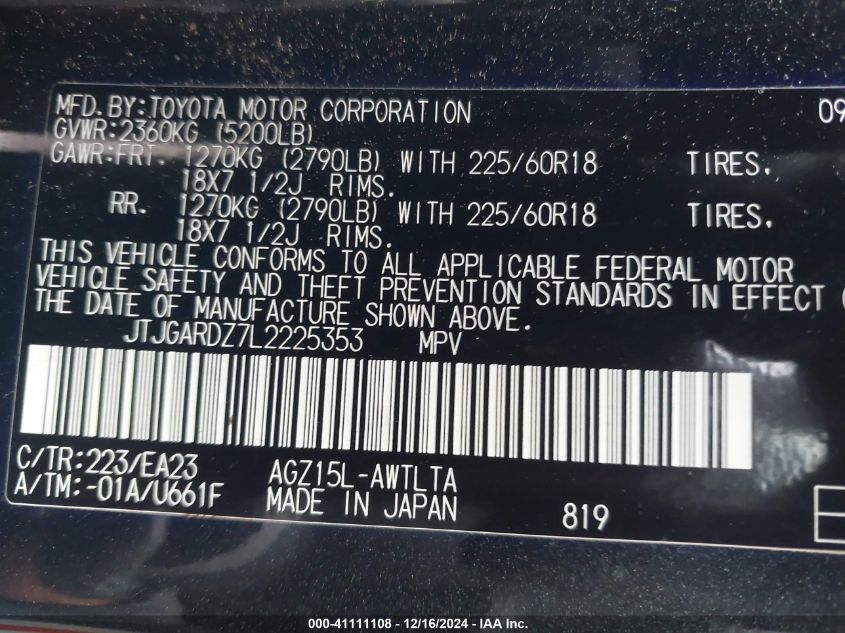 MFD.BY:TOYOTA MOTOR CORPORATION 09
GVWR:2360KG (5200LB)
GAWR:FRT. 1270KG (2790LB) WITH 225/60R18 TIRES.
18X7 1/2J RIMS.
RR. 1270KG (2790LB) WITH 225/60R18 TIRES.
18X7 1/2J RIMS.
THIS VEHICLE CONFORMS TO ALL APPLICABLE FEDERAL MOTOR
VEHICLE SAFETY AND THEFT PREVENTION STANDARDS IN EFFECT
THE DATE OF MANUFACTURE SHOWN ABOVE.
JTJGARDZ7L2225353 MPV
C/TR:223/EA23 AGZ15L-AWTLTA
A/TM:-01A/U661F MADE IN JAPAN 819
000-41111108 - 12/16/2024 - IAA Inc.